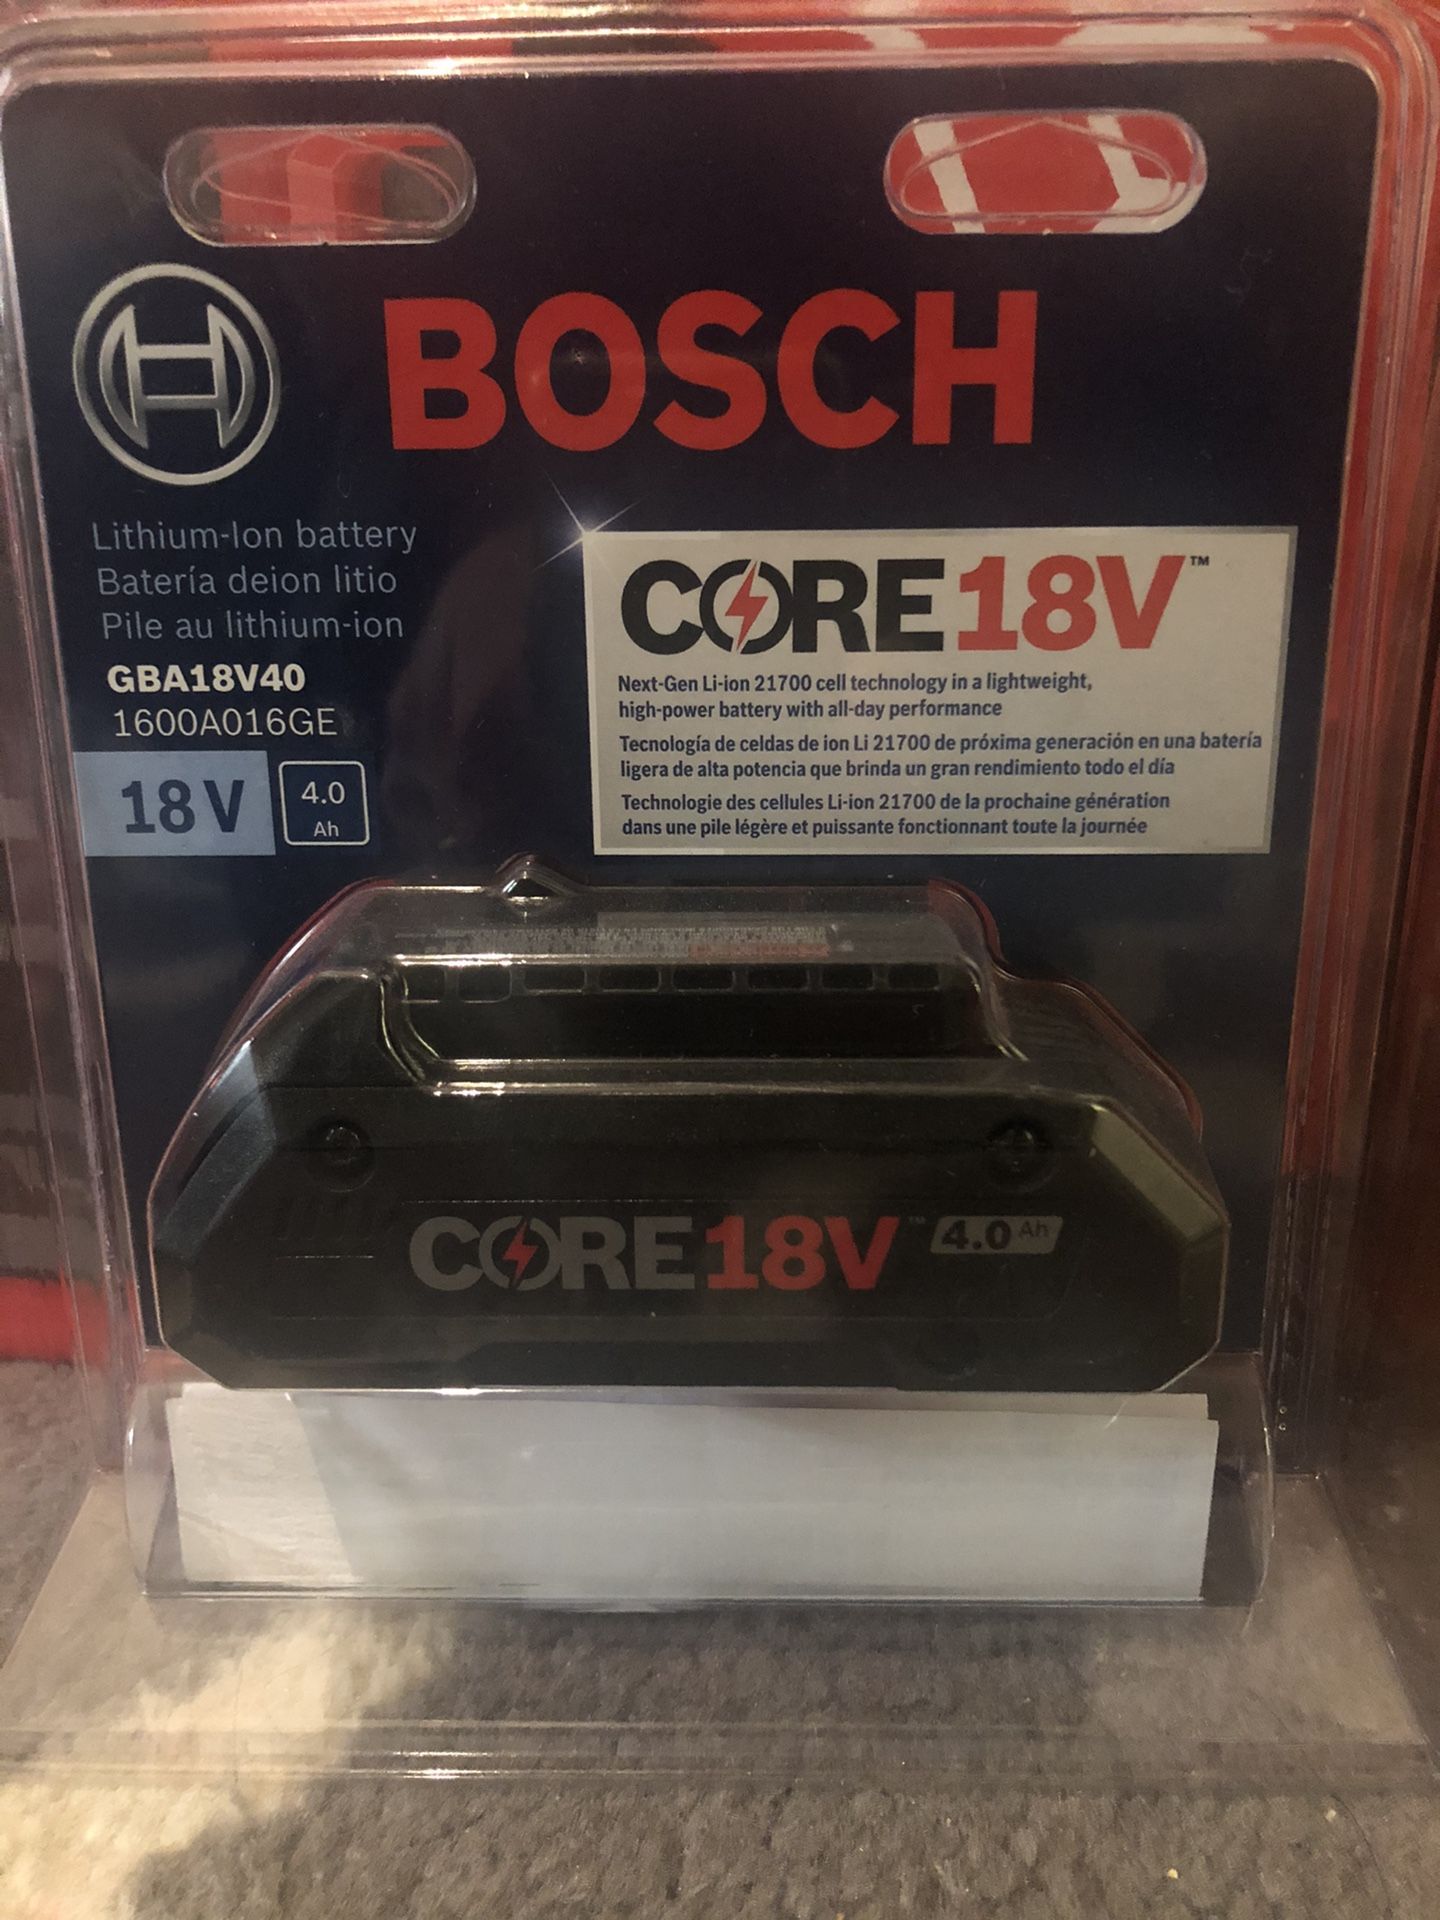 BOSCH
Lithium-Ion battery
Batería deion litio
Pile au lithium-ion
GBA18V40
1600A016GE
18V
4.0
Ah
CORE18V™
Next-Gen Li-ion 21700 cell technology in a lightweight,
high-power battery with all-day performance
Tecnología de celdas de ion Li 21700 de próxima generación en una batería
ligera de alta potencia que brinda un gran rendimiento todo el día
Technologie des cellules Li-ion 21700 de la prochaine génération
dans une pile légère et puissante fonctionnant toute la journée
CORE18V™ 4.0 Ah